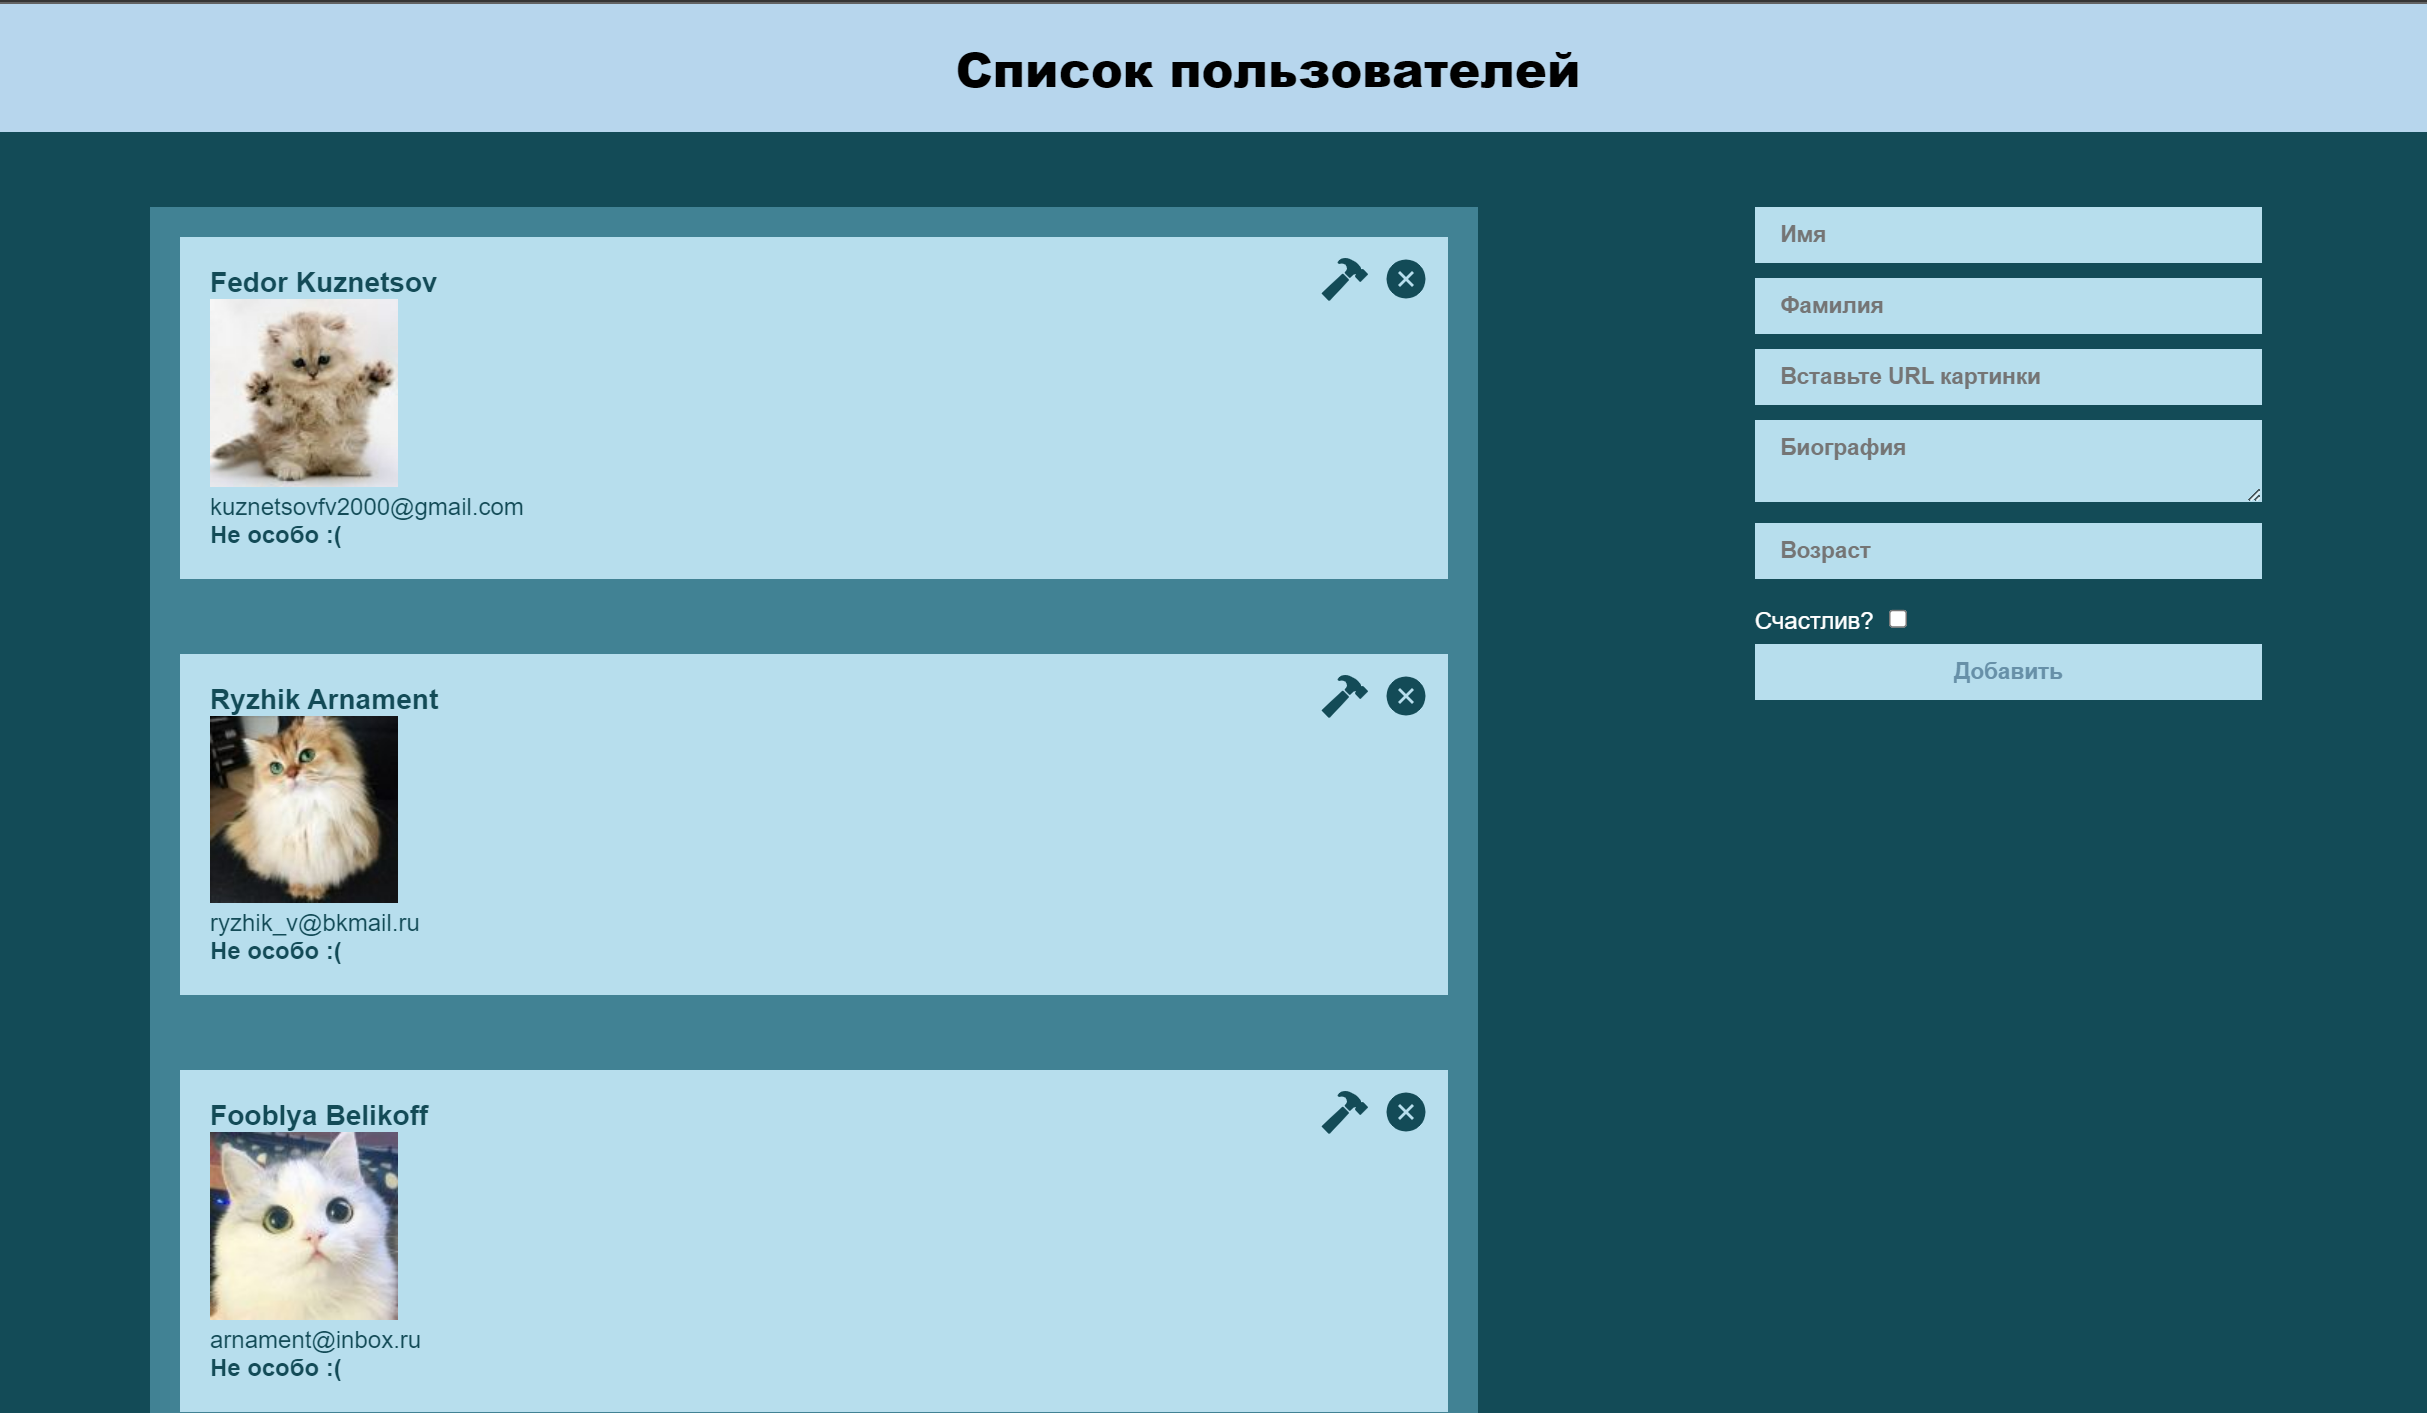 Список пользователей
Fedor Kuznetsov
kuznetsovfv2000@gmail.com
Не особо :(
Ryzhik Arnament
ryzhik_v@bkmail.ru
Не особо :(
Fooblya Belikoff
arnament@inbox.ru
Не особо :(
Имя
Фамилия
Вставьте URL картинки
Биография
Возраст
Счастлив?
Добавить